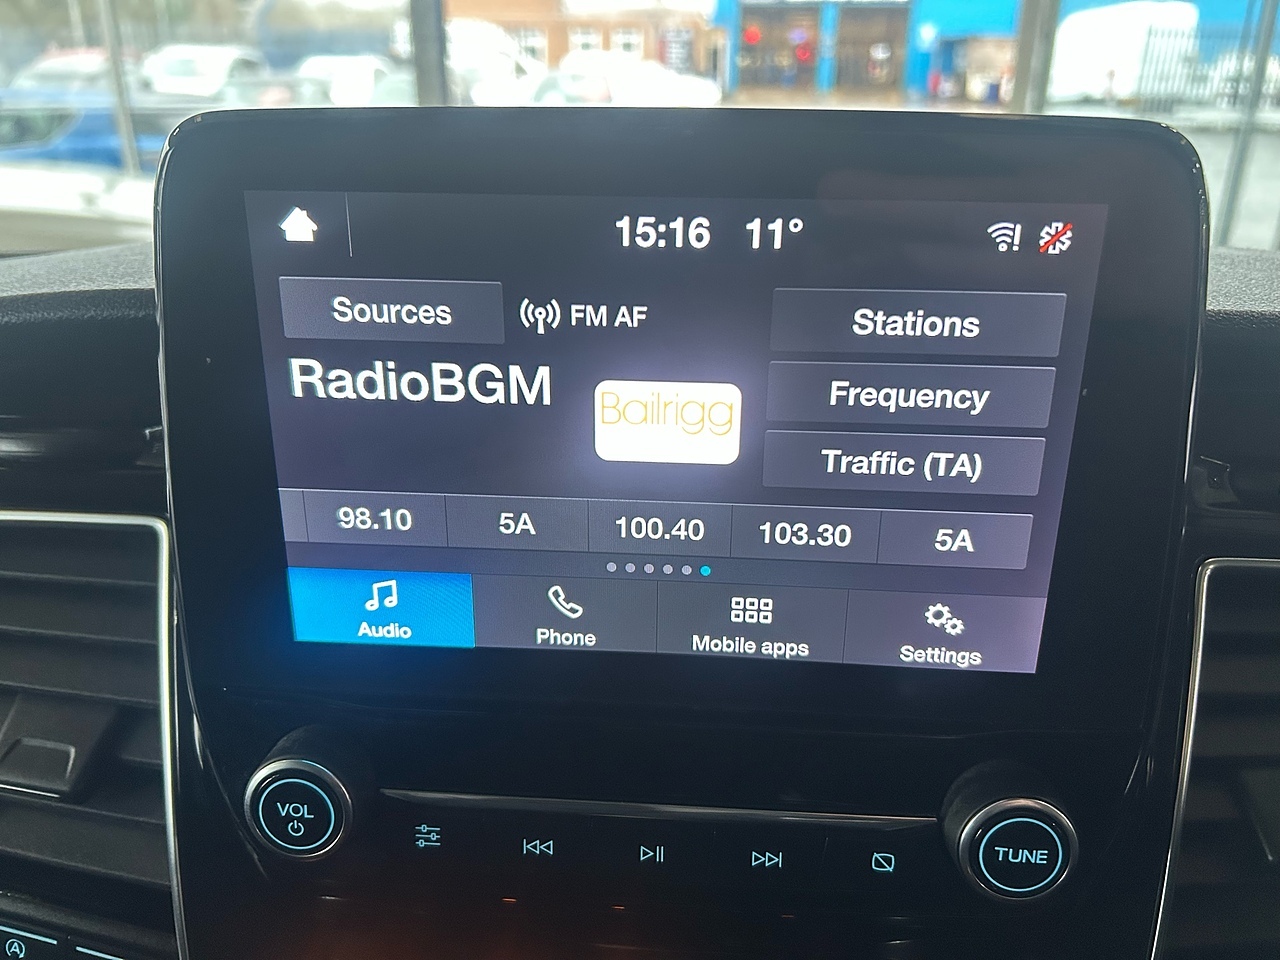 15:16 11°
Sources
FM AF
Stations
RadioBGM
Bailrigg
Frequency
Traffic (TA)
98.10
5A
100.40
103.30
5A
Audio
Phone
Mobile apps
Settings
VOL
TUNE
A